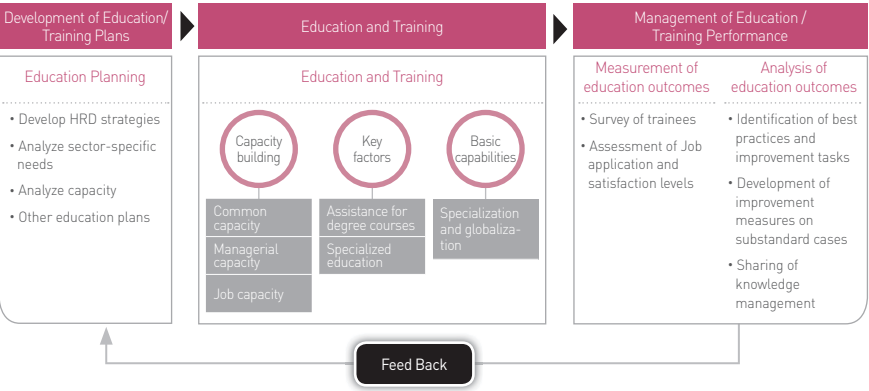 Development of Education/
Training Plans
Education and Training
Management of Education /
Training Performance
Education Planning
• Develop HRD strategies
• Analyze sector-specific
needs
• Analyze capacity
• Other education plans
Education and Training
Capacity
building
Common
capacity
Managerial
capacity
Job capacity
Key
factors
Assistance for
degree courses
Specialized
education
Basic
capabilities
Specialization
and globaliza-
tion
Measurement of
education outcomes
• Survey of trainees
• Assessment of Job
application and
satisfaction levels
Analysis of
education outcomes
• Identification of best
practices and
improvement tasks
• Development of
improvement
measures on
substandard cases
• Sharing of
knowledge
management
Feed Back